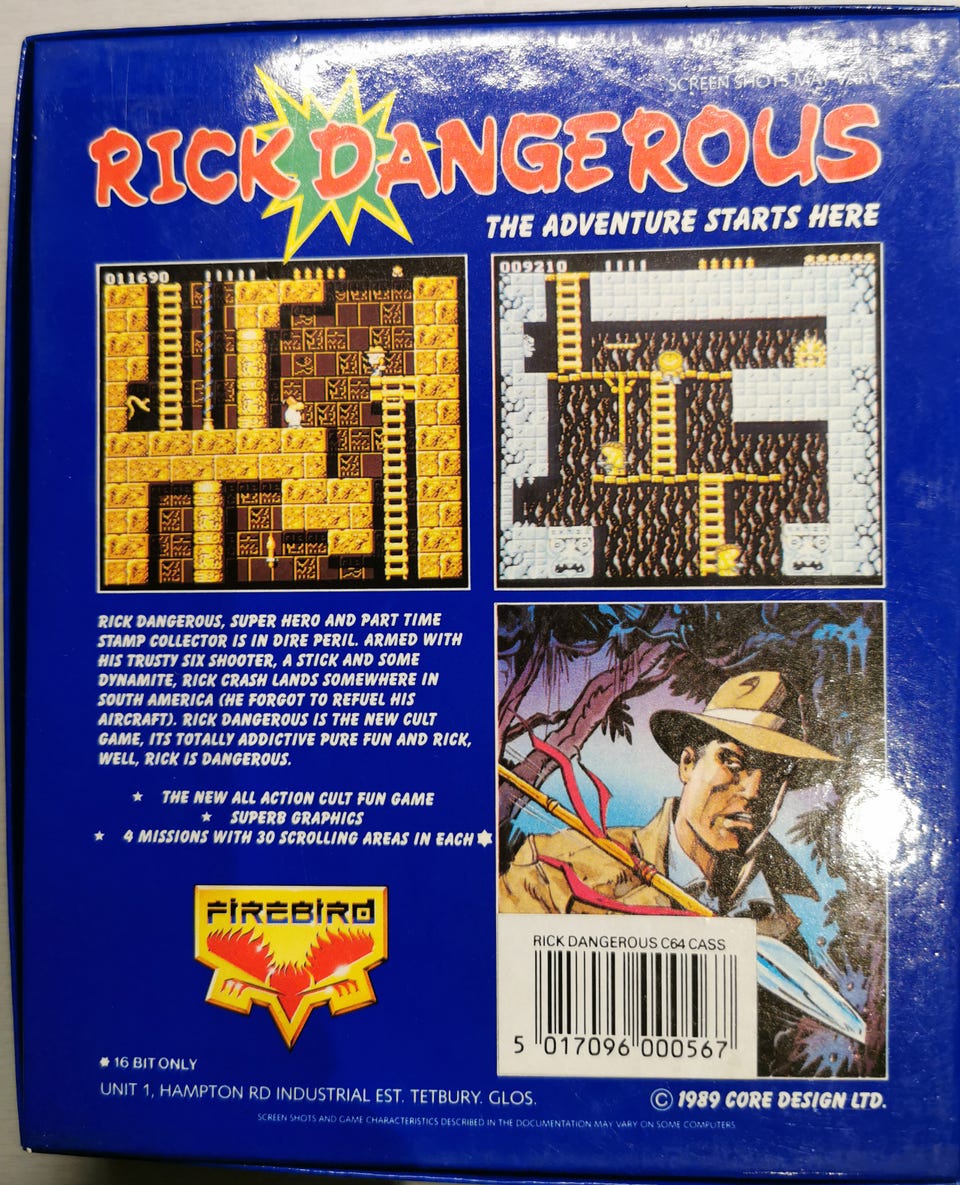 SCREEN SHOTS MAY VARY
RICK DANGEROUS
THE ADVENTURE STARTS HERE
011690
009210
RICK DANGEROUS, SUPER HERO AND PART TIME
STAMP COLLECTOR IS IN DIRE PERIL. ARMED WITH
HIS TRUSTY SIX SHOOTER, A STICK AND SOME
DYNAMITE, RICK CRASH LANDS SOMEWHERE IN
SOUTH AMERICA (HE FORGOT TO REFUEL HIS
AIRCRAFT). RICK DANGEROUS IS THE NEW CULT
GAME, ITS TOTALLY ADDICTIVE PURE FUN AND RICK,
WELL, RICK IS DANGEROUS.
★ THE NEW ALL ACTION CULT FUN GAME
★ SUPERB GRAPHICS
★ 4 MISSIONS WITH 30 SCROLLING AREAS IN EACH ✸
FIREBIRD
RICK DANGEROUS C64 CASS
5 017096 000567
✸ 16 BIT ONLY
UNIT 1, HAMPTON RD INDUSTRIAL EST. TETBURY. GLOS.
© 1989 CORE DESIGN LTD.
SCREEN SHOTS AND GAME CHARACTERISTICS DESCRIBED IN THE DOCUMENTATION MAY VARY ON SOME COMPUTERS